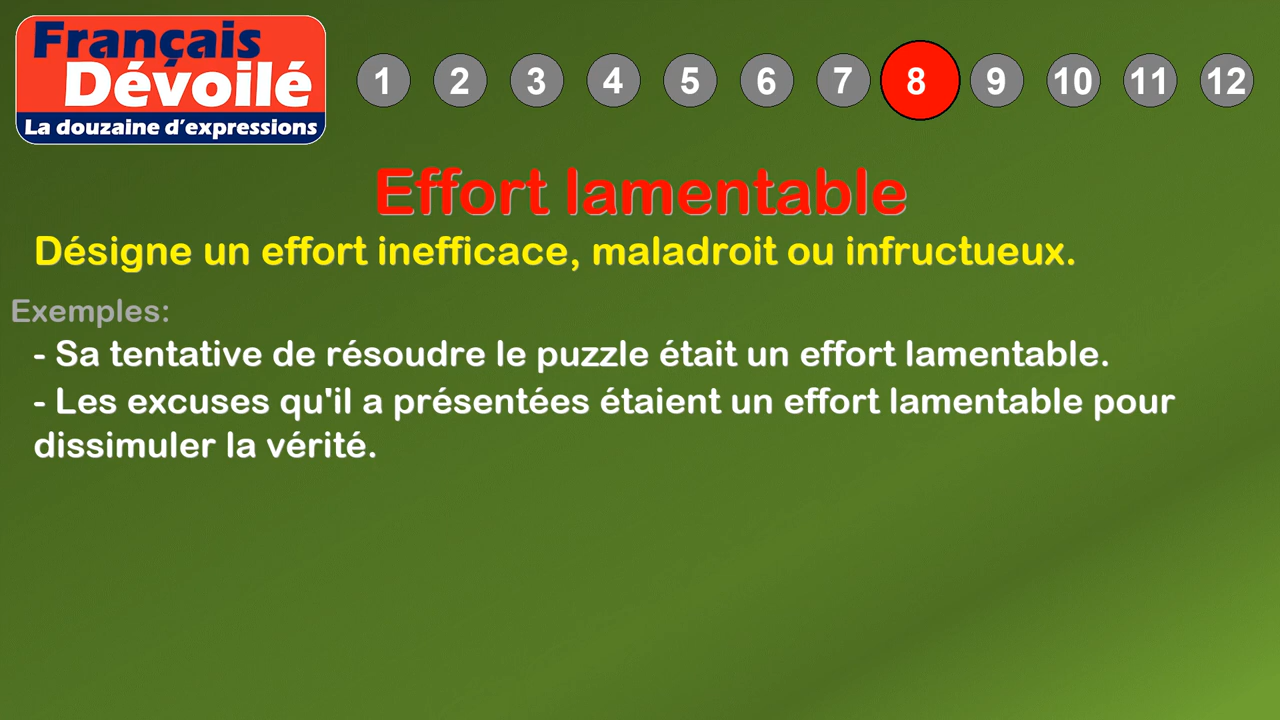 Français
Dévoilé
La douzaine d'expressions
1 2 3 4 5 6 7 8 9 10 11 12
Effort lamentable
Désigne un effort inefficace, maladroit ou infructueux.
Exemples:
- Sa tentative de résoudre le puzzle était un effort lamentable.
- Les excuses qu'il a présentées étaient un effort lamentable pour
dissimuler la vérité.